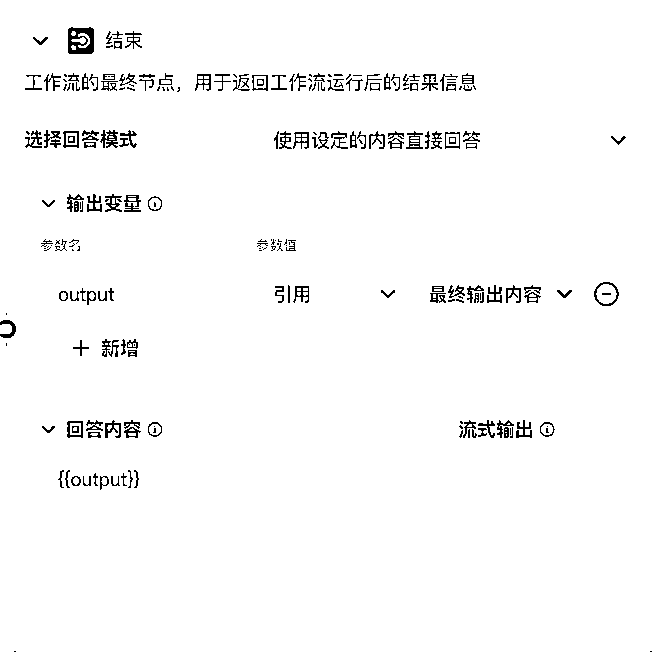 结束
工作流的最终节点，用于返回工作流运行后的结果信息
选择回答模式 使用设定的内容直接回答
输出变量
参数名 参数值
output 引用 最终输出内容
+ 新增
回答内容 流式输出
{{output}}